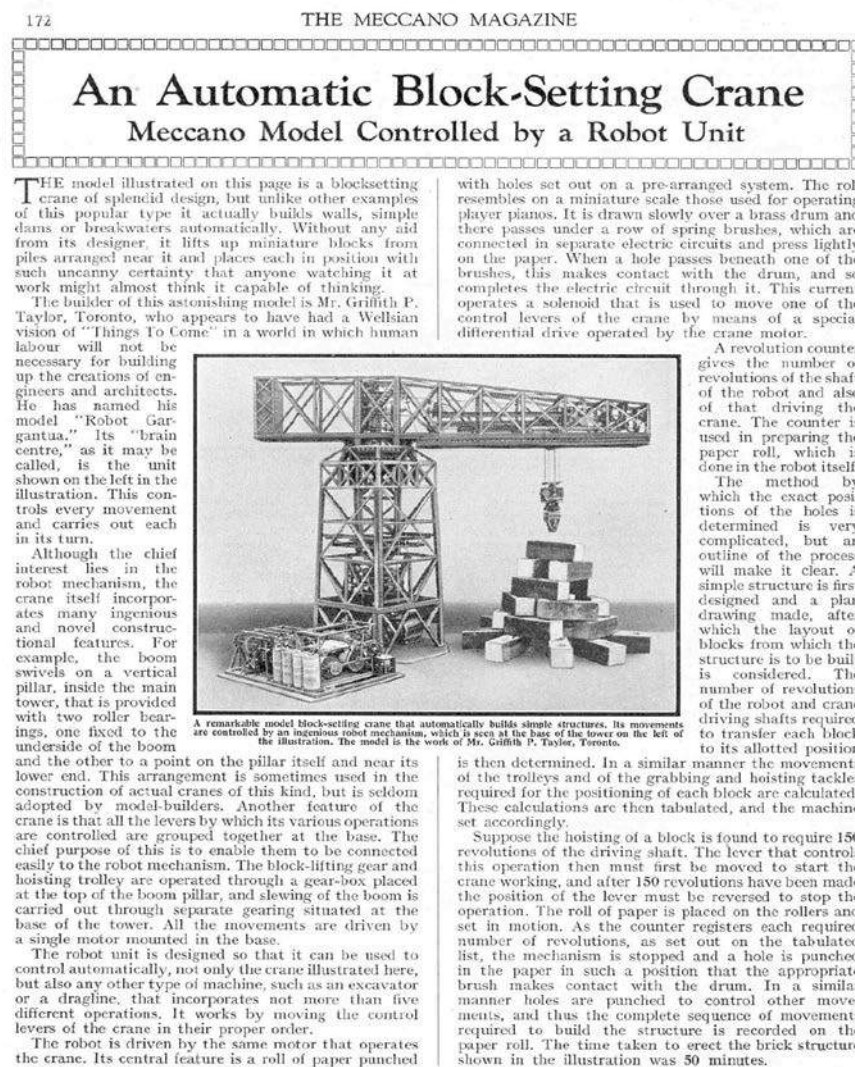 172
THE MECCANO MAGAZINE
An Automatic Block-Setting Crane
Meccano Model Controlled by a Robot Unit
THE model illustrated on this page is a blocksetting
crane of splendid design, but unlike other examples
of this popular type it actually builds walls, simple
dams or breakwaters automatically. Without any aid
from its designer, it lifts up miniature blocks from
piles arranged near it and places each in position with
such uncanny certainty that anyone watching it at
work might almost think it capable of thinking.
The builder of this astonishing model is Mr. Griffith P.
Taylor, Toronto, who appears to have had a Wellsian
vision of "Things To Come" in a world in which human
labour will not be
necessary for building
up the creations of en-
gineers and architects.
He has named his
model "Robot Gar-
gantua." Its "brain
centre," as it may be
called, is the unit
shown on the left in the
illustration. This con-
trols every movement
and carries out each
in its turn.
Although the chief
interest lies in the
robot mechanism, the
crane itself incorpor-
ates many ingenious
and novel construc-
tional features. For
example, the boom
swivels on a vertical
pillar, inside the main
tower, that is provided
with two roller bear-
ings, one fixed to the
underside of the boom
and the other to a point on the pillar itself and near its
lower end. This arrangement is sometimes used in the
construction of actual cranes of this kind, but is seldom
adopted by model-builders. Another feature of the
crane is that all the levers by which its various operations
are controlled are grouped together at the base. The
chief purpose of this is to enable them to be connected
easily to the robot mechanism. The block-lifting gear and
hoisting trolley are operated through a gear-box placed
at the top of the boom pillar, and slewing of the boom is
carried out through separate gearing situated at the
base of the tower. All the movements are driven by
a single motor mounted in the base.
The robot unit is designed so that it can be used to
control automatically, not only the crane illustrated here,
but also any other type of machine, such as an excavator
or a dragline, that incorporates not more than five
different operations. It works by moving the control
levers of the crane in their proper order.
The robot is driven by the same motor that operates
the crane. Its central feature is a roll of paper punched
with holes set out on a pre-arranged system. The roll
resembles on a miniature scale those used for operating
player pianos. It is drawn slowly over a brass drum and
there passes under a row of spring brushes, which are
connected in separate electric circuits and press lightly
on the paper. When a hole passes beneath one of the
brushes, this makes contact with the drum, and so
completes the electric circuit through it. This current
operates a solenoid that is used to move one of the
control levers of the crane by means of a special
differential drive operated by the crane motor.
A revolution counter
gives the number of
revolutions of the shaft
of the robot and also
of that driving the
crane. The counter is
used in preparing the
paper roll, which is
done in the robot itself.
The method by
which the exact posi-
tions of the holes is
determined is very
complicated, but an
outline of the process
will make it clear. A
simple structure is first
designed and a plan
drawing made, after
which the layout of
blocks from which the
structure is to be built
is considered. The
number of revolutions
of the robot and crane
driving shafts required
to transfer each block
to its allotted position
is then determined. In a similar manner the movements
of the trolleys and of the grabbing and hoisting tackle
required for the positioning of each block are calculated.
These calculations are then tabulated, and the machine
set accordingly.
Suppose the hoisting of a block is found to require 150
revolutions of the driving shaft. The lever that controls
this operation then must first be moved to start the
crane working, and after 150 revolutions have been made
the position of the lever must be reversed to stop the
operation. The roll of paper is placed on the rollers and
set in motion. As the counter registers each required
number of revolutions, as set out on the tabulated
list, the mechanism is stopped and a hole is punched
in the paper in such a position that the appropriate
brush makes contact with the drum. In a similar
manner holes are punched to control other move-
ments, and thus the complete sequence of movements
required to build the structure is recorded on the
paper roll. The time taken to erect the brick structure
shown in the illustration was 50 minutes.
A remarkable model block-setting crane that automatically builds simple structures. Its movements
are controlled by an ingenious robot mechanism, which is seen at the base of the tower on the left of
the illustration. The model is the work of Mr. Griffith P. Taylor, Toronto.